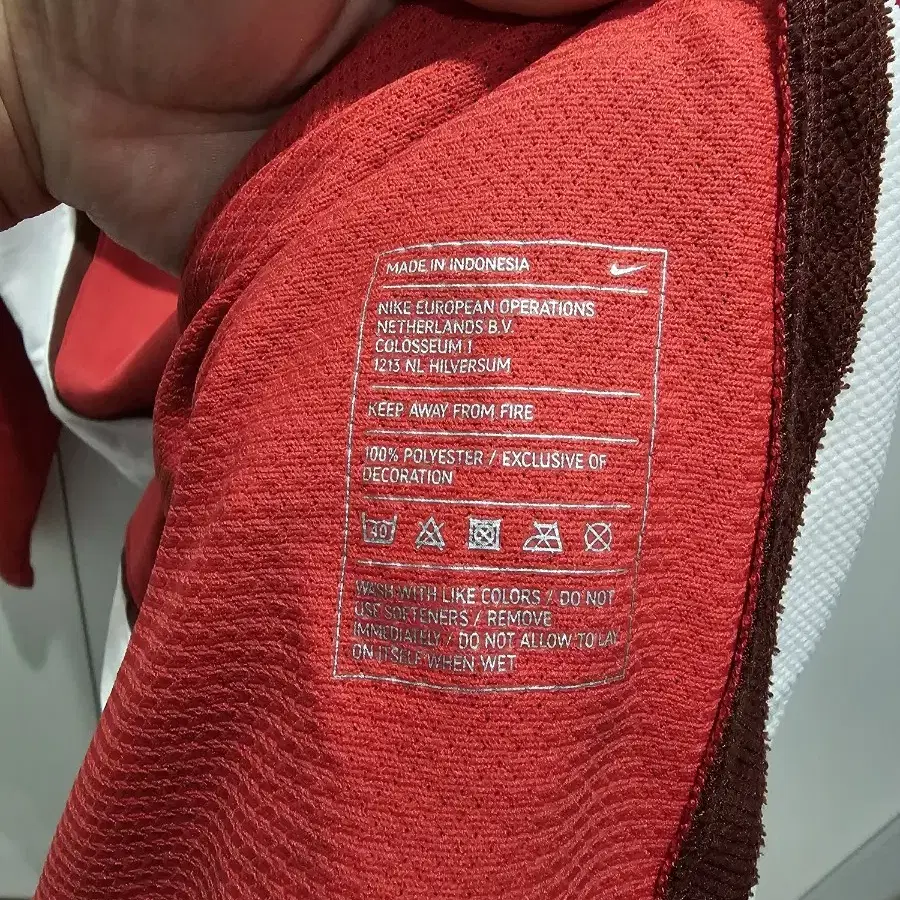 MADE IN INDONESIA
NIKE EUROPEAN OPERATIONS
NETHERLANDS B.V.
COLOSSEUM 1
1213 NL HILVERSUM
KEEP AWAY FROM FIRE
100% POLYESTER / EXCLUSIVE OF
DECORATION
40
WASH WITH LIKE COLORS / DO NOT
USE SOFTENERS / REMOVE
IMMEDIATELY / DO NOT ALLOW TO LAY
ON ITSELF WHEN WET